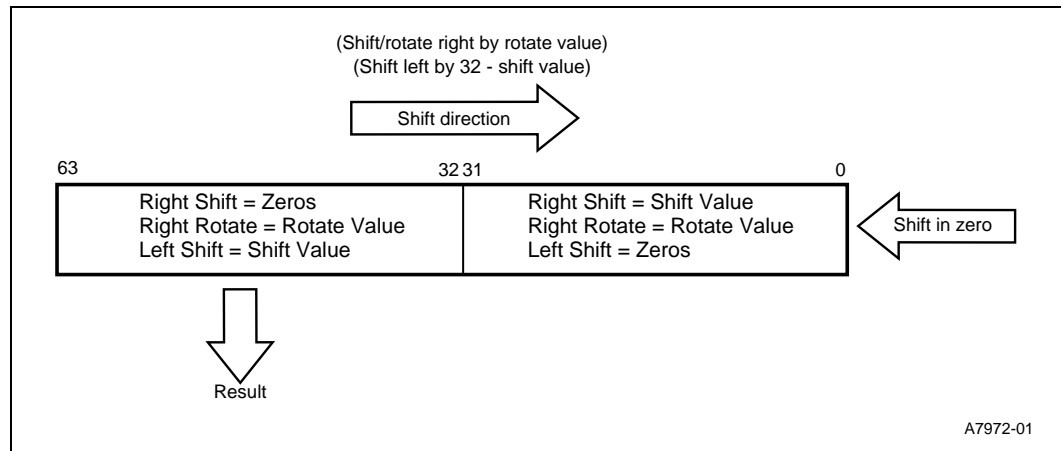 (Shift/rotate right by rotate value)
(Shift left by 32 - shift value)
Shift direction
63 32 31 0
Right Shift = Zeros
Right Rotate = Rotate Value
Left Shift = Shift Value
Right Shift = Shift Value
Right Rotate = Rotate Value
Left Shift = Zeros
Shift in zero
Result
A7972-01